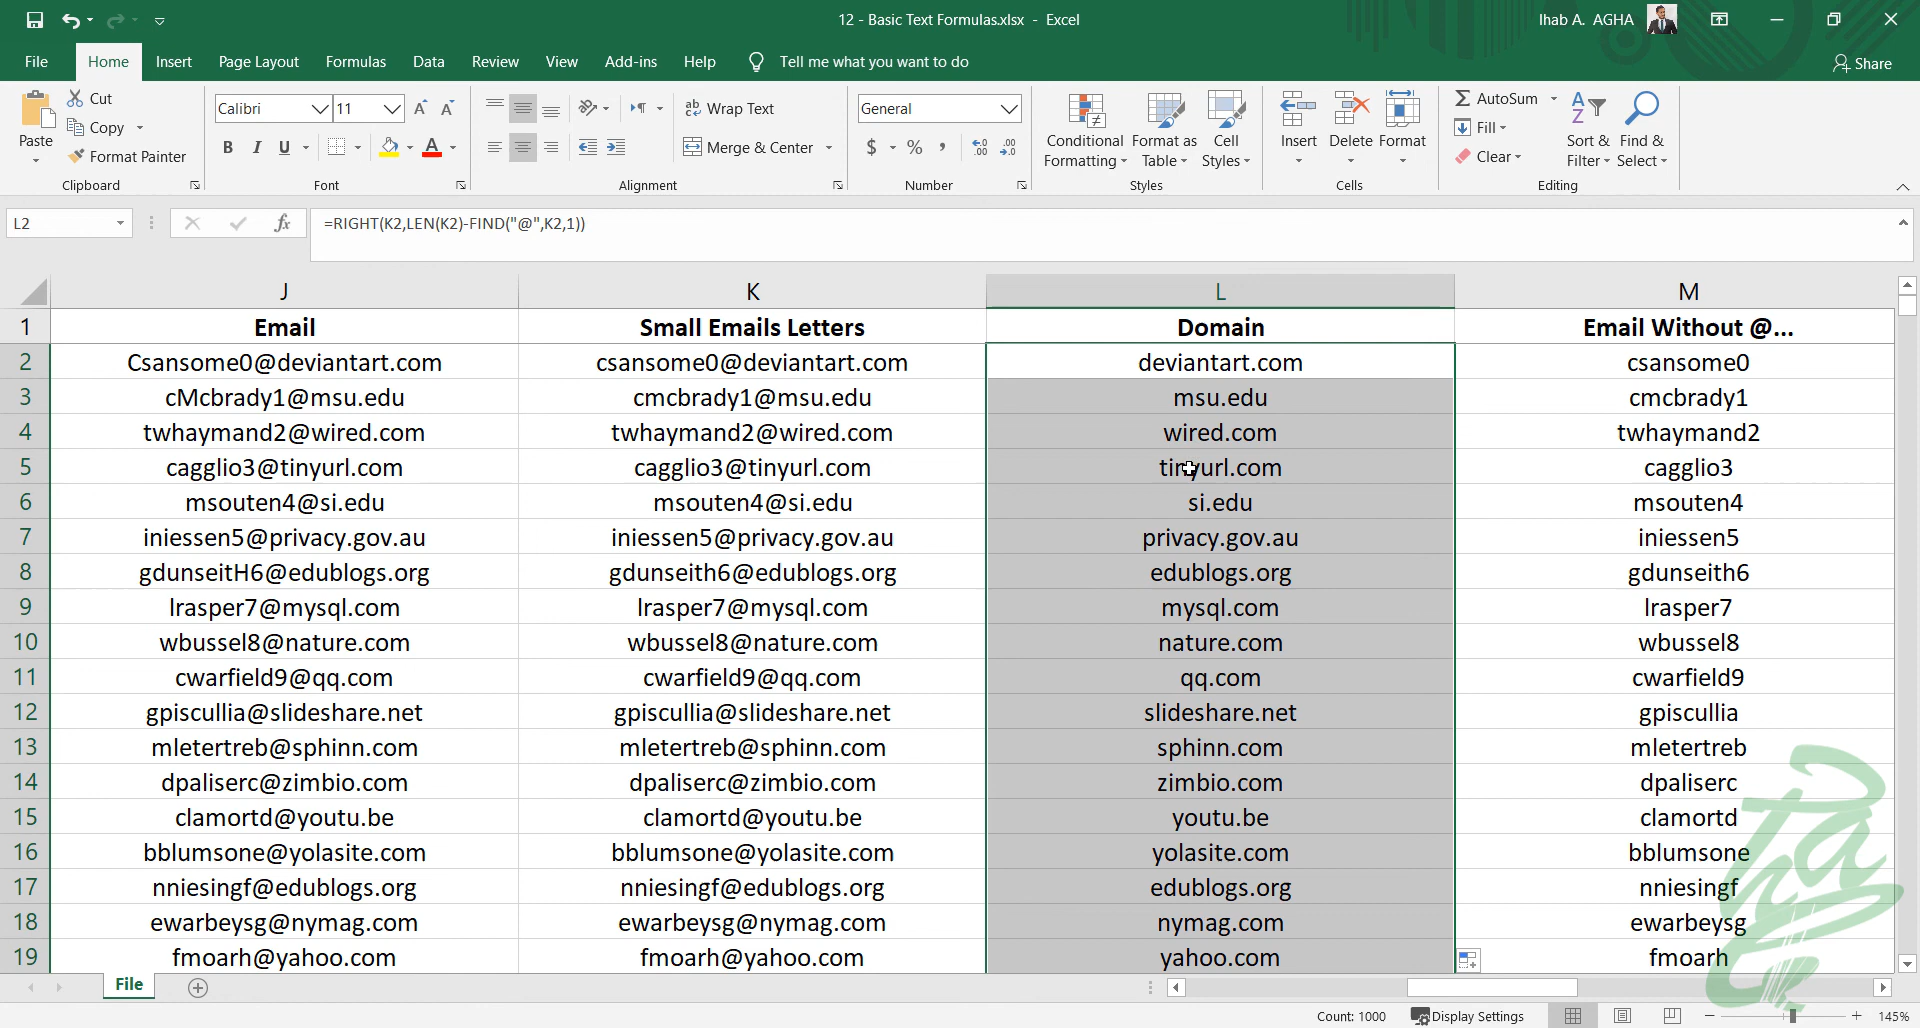 12 - Basic Text Formulas.xlsx - Excel
Ihab A. AGHA
File Home Insert Page Layout Formulas Data Review View Add-ins Help Tell me what you want to do Share
Paste
Cut
Copy
Format Painter
Clipboard
Calibri 11
B I U
Font
Wrap Text
Merge & Center
Alignment
General
$ % ,
Number
Conditional Formatting
Format as Table
Cell Styles
Styles
Insert Delete Format
Cells
AutoSum
Fill
Clear
Sort & Filter
Find & Select
Editing
L2 fx =RIGHT(K2,LEN(K2)-FIND("@",K2,1))
J K L M
1 Email Small Emails Letters Domain Email Without @...
2 Csansome0@deviantart.com csansome0@deviantart.com deviantart.com csansome0
3 cMcbrady1@msu.edu cmcbrady1@msu.edu msu.edu cmcbrady1
4 twhaymand2@wired.com twhaymand2@wired.com wired.com twhaymand2
5 cagglio3@tinyurl.com cagglio3@tinyurl.com tinyurl.com cagglio3
6 msouten4@si.edu msouten4@si.edu si.edu msouten4
7 iniessen5@privacy.gov.au iniessen5@privacy.gov.au privacy.gov.au iniessen5
8 gdunseitH6@edublogs.org gdunseith6@edublogs.org edublogs.org gdunseith6
9 lrasper7@mysql.com lrasper7@mysql.com mysql.com lrasper7
10 wbussel8@nature.com wbussel8@nature.com nature.com wbussel8
11 cwarfield9@qq.com cwarfield9@qq.com qq.com cwarfield9
12 gpiscullia@slideshare.net gpiscullia@slideshare.net slideshare.net gpiscullia
13 mletertreb@sphinn.com mletertreb@sphinn.com sphinn.com mletertreb
14 dpaliserc@zimbio.com dpaliserc@zimbio.com zimbio.com dpaliserc
15 clamortd@youtu.be clamortd@youtu.be youtu.be clamortd
16 bblumsone@yolasite.com bblumsone@yolasite.com yolasite.com bblumsone
17 nniesingf@edublogs.org nniesingf@edublogs.org edublogs.org nniesingf
18 ewarbeysg@nymag.com ewarbeysg@nymag.com nymag.com ewarbeysg
19 fmoarh@yahoo.com fmoarh@yahoo.com yahoo.com fmoarh
File
Count: 1000 Display Settings 145%